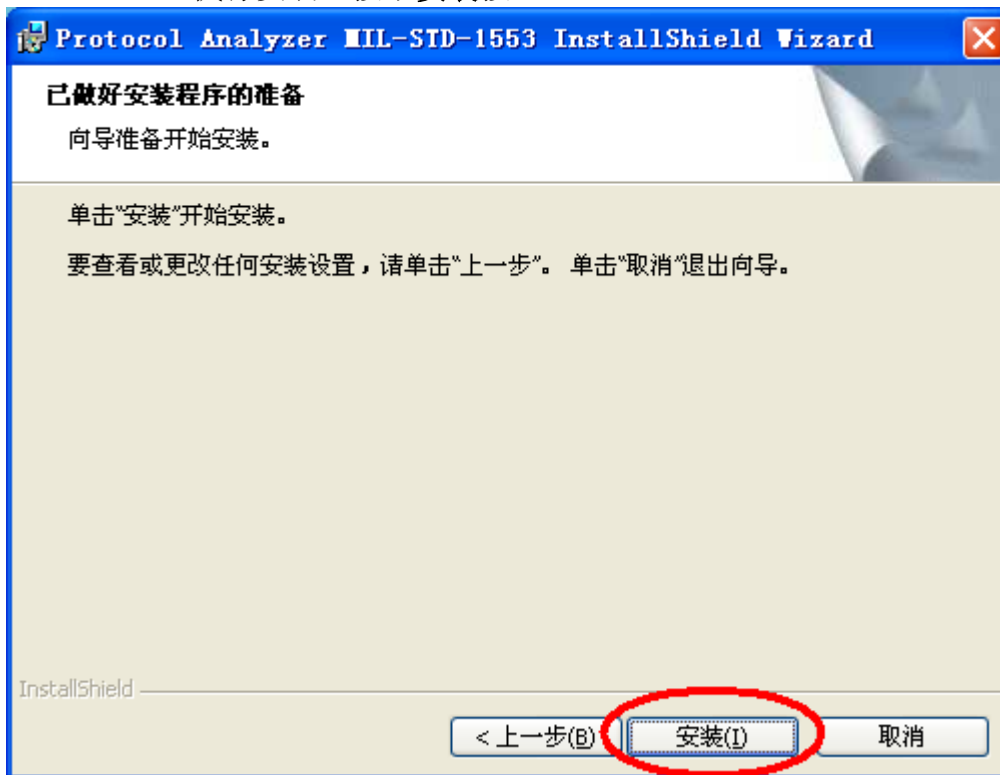 Protocol Analyzer MIL-STD-1553 InstallShield Wizard
已做好安装程序的准备
向导准备开始安装。
单击“安装”开始安装。
要查看或更改任何安装设置，请单击“上一步”。 单击“取消”退出向导。
InstallShield
< 上一步(B) 安装(I) 取消